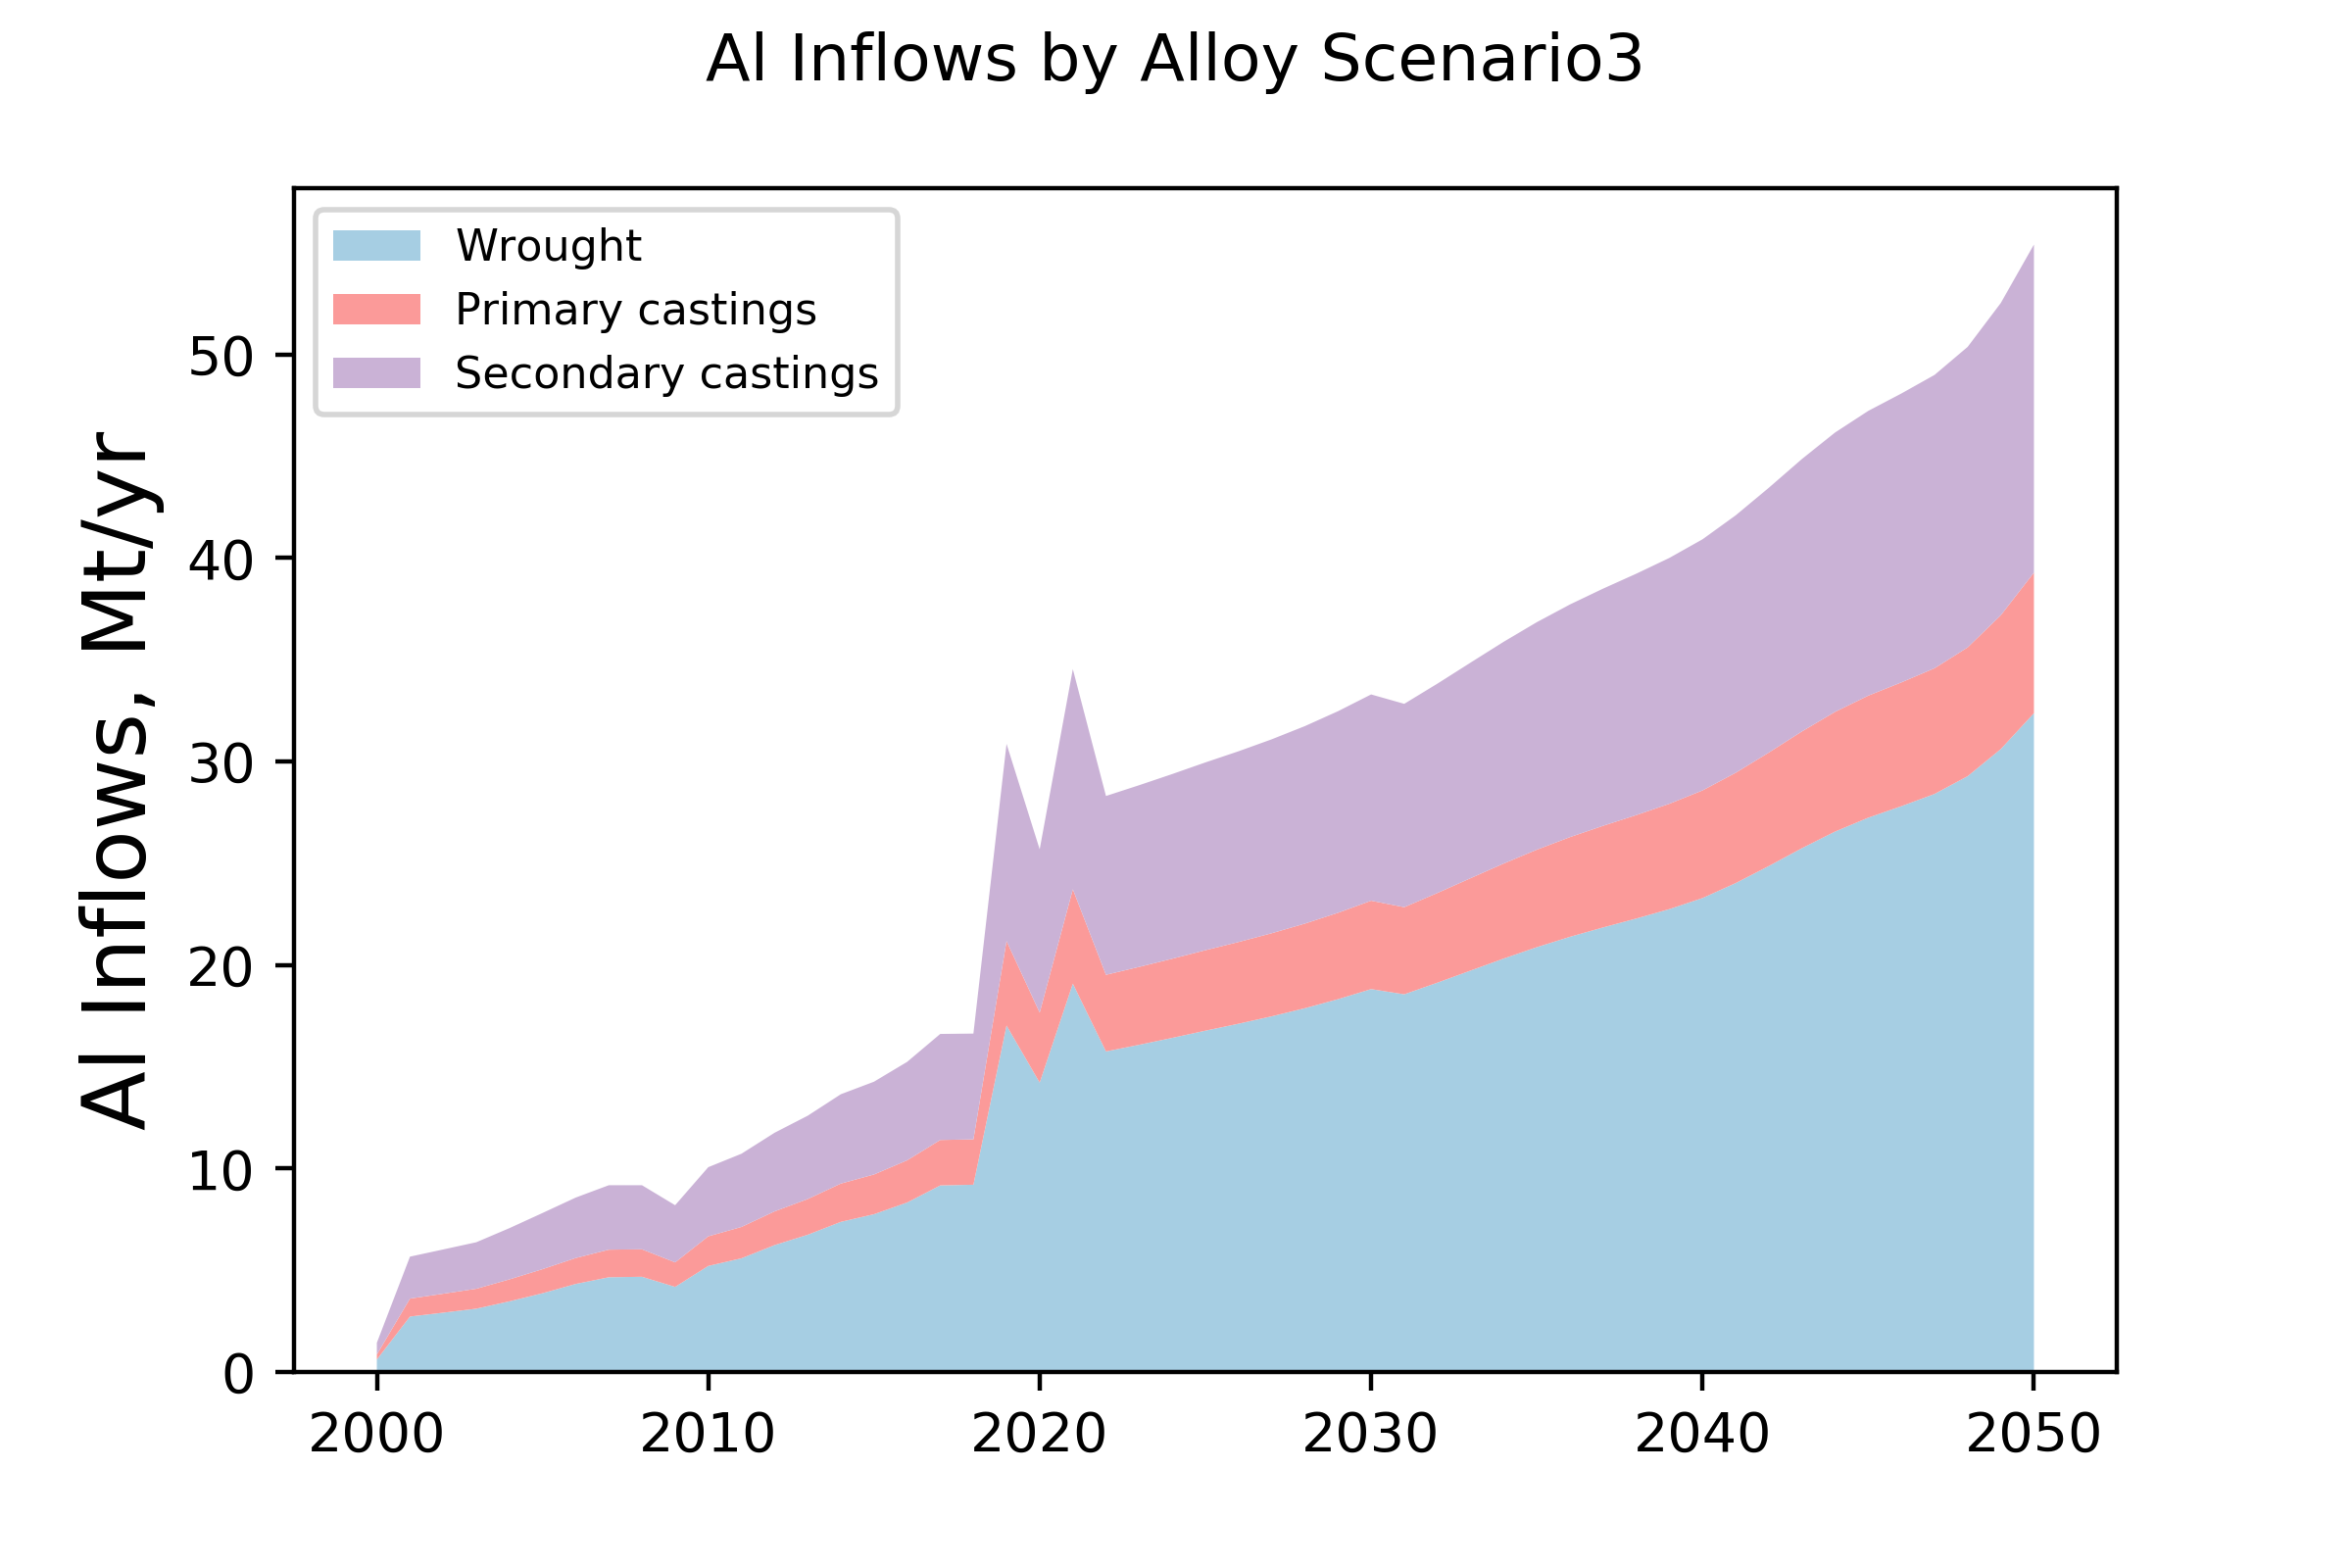 Al Inflows by Alloy Scenario3
Wrought
Primary castings
Secondary castings
Al Inflows, Mt/yr
50
40
30
20
10
0
2000 2010 2020 2030 2040 2050